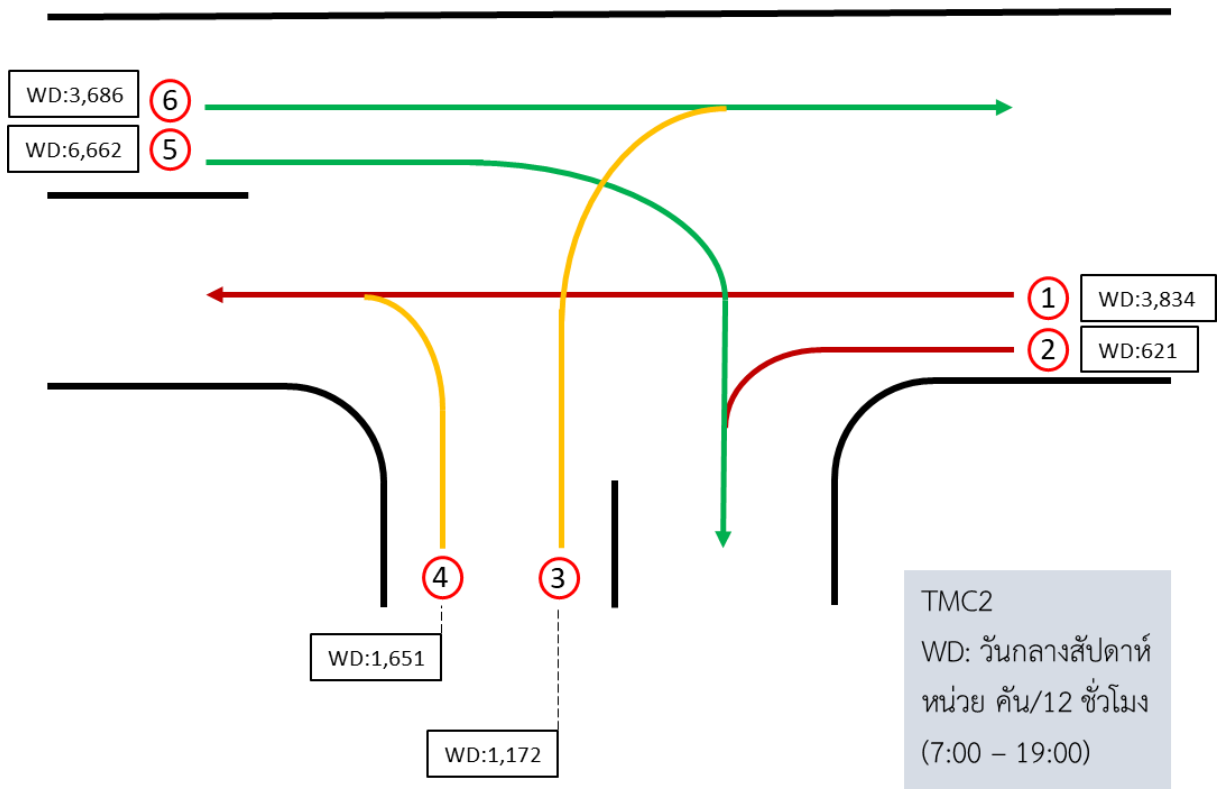 WD:3,686
6
WD:6,662
5
1
WD:3,834
2
WD:621
4
3
WD:1,651
WD:1,172
TMC2
WD: วันกลางสัปดาห์
หน่วย คัน/12 ชั่วโมง
(7:00 – 19:00)